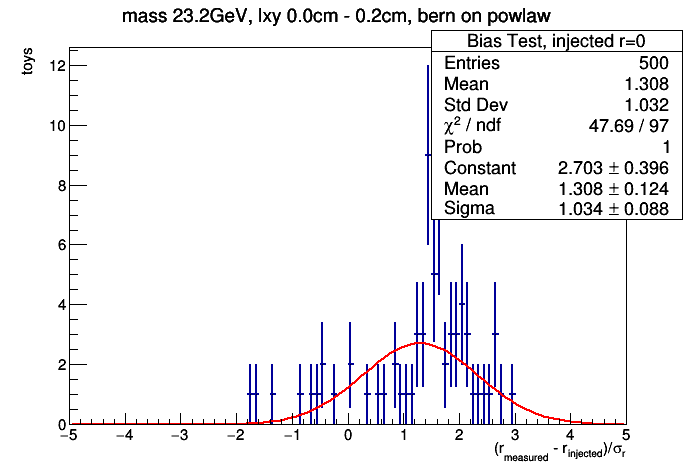 mass 23.2GeV, lxy 0.0cm - 0.2cm, bern on powlaw
Bias Test, injected r=0
Entries 500
Mean 1.308
Std Dev 1.032
χ² / ndf 47.69 / 97
Prob 1
Constant 2.703 ± 0.396
Mean 1.308 ± 0.124
Sigma 1.034 ± 0.088
toys
12
10
8
6
4
2
0
−5 −4 −3 −2 −1 0 1 2 3 4 5
(r_measured - r_injected)/σ_r